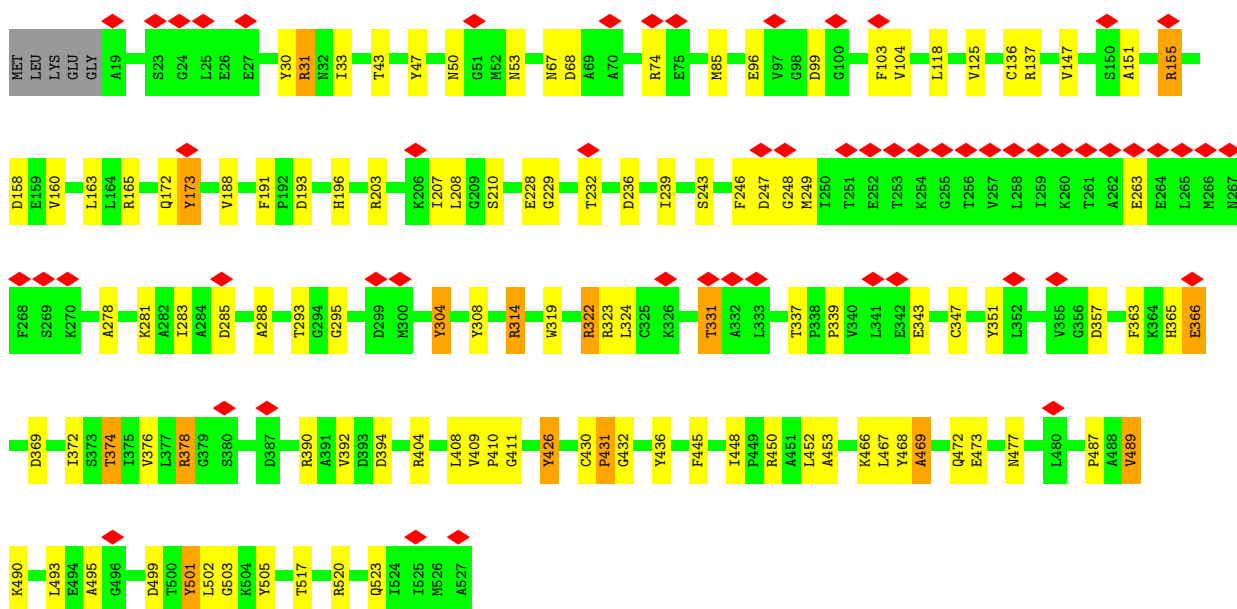 MET LEU LYS GLU GLY A19 S23 G24 L25 E26 E27 Y30 R31 N32 I33 T43 Y47 N50 G51 M52 N53 N67 D68 A69 A70 R74 E75 M85 E96 V97 G98 D99 G100 F103 V104 L118 V125 C136 R137 V147 S150 A151 R155
D158 E159 V160 L163 L164 R165 Q172 Y173 V188 F191 P192 D193 H196 R203 K206 I207 L208 G209 S210 E228 G229 T232 D236 I239 S243 F246 D247 G248 M249 I250 T251 E252 T253 K254 G255 T256 V257 L258 I259 K260 T261 A262 E263 E264 L265 M266 N267
F268 S269 K270 A278 K281 A282 I283 A284 D285 A288 T293 G294 G295 D299 M300 Y304 Y308 R314 W319 R322 R323 L324 C325 K326 T331 A332 L333 T337 P338 P339 V340 L341 E342 E343 C347 Y351 L352 V355 G356 D357 F363 K364 H365 E366
D369 I372 S373 T374 I375 V376 L377 R378 G379 S380 D387 R390 A391 V392 D393 D394 R404 L408 V409 P410 G411 Y426 C430 P431 G432 Y436 F445 I448 P449 R450 A451 L452 A453 K466 L467 Y468 A469 Q472 E473 N477 L480 P487 A488 V489
K490 L493 E494 A495 G496 D499 T500 Y501 L502 G503 K504 Y505 T517 R520 Q523 I524 I525 M526 A527